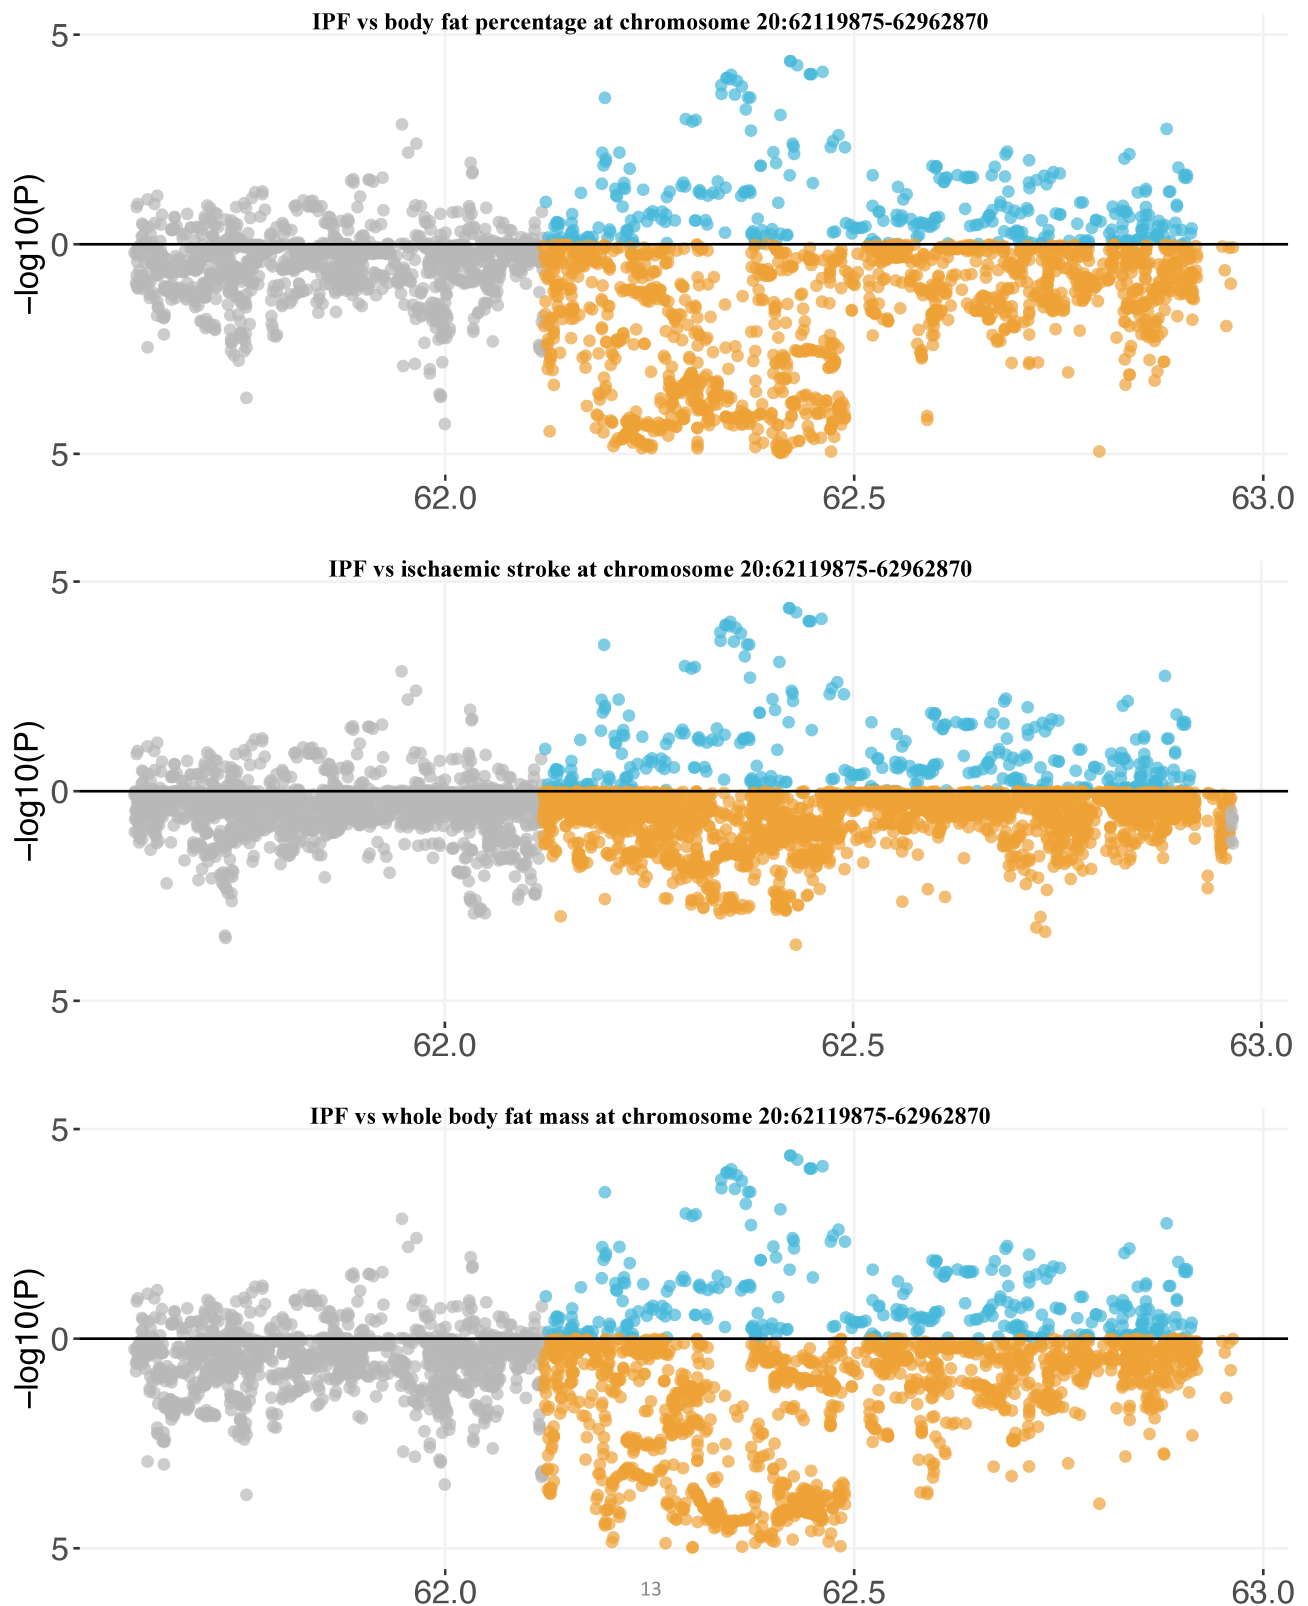 IPF vs body fat percentage at chromosome 20:62119875-62962870
5
0
5
−log10(P)
62.0 62.5 63.0
IPF vs ischaemic stroke at chromosome 20:62119875-62962870
5
0
5
−log10(P)
62.0 62.5 63.0
IPF vs whole body fat mass at chromosome 20:62119875-62962870
5
0
5
−log10(P)
62.0 13 62.5 63.0